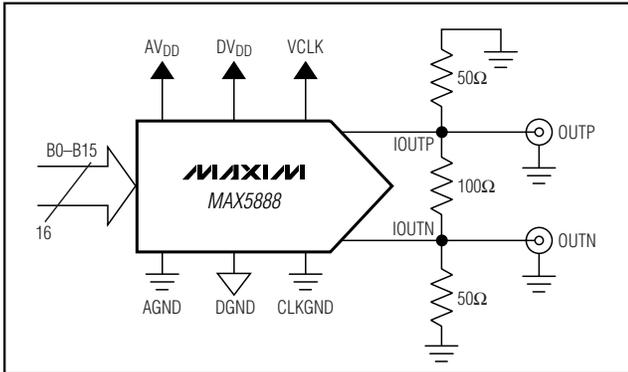 AVDD DVDD VCLK
50Ω
IOUTP OUTP
B0–B15
MAXIM
MAX5888
100Ω
IOUTN OUTN
16
50Ω
AGND DGND CLKGND